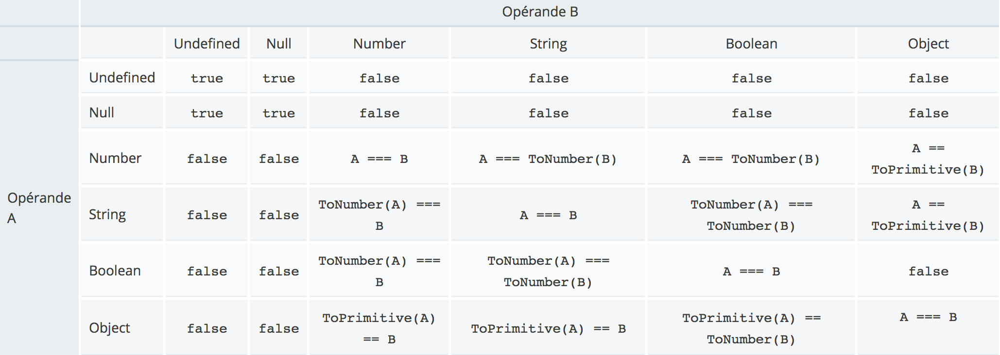 Opérande B
Undefined Null Number String Boolean Object
Undefined true true false false false false
Null true true false false false false
Number false false A === B A === ToNumber(B) A === ToNumber(B) A == ToPrimitive(B)
Opérande A
String false false ToNumber(A) === B A === B ToNumber(A) === ToNumber(B) A == ToPrimitive(B)
Boolean false false ToNumber(A) === B ToNumber(A) === ToNumber(B) A === B false
Object false false ToPrimitive(A) == B ToPrimitive(A) == B ToPrimitive(A) == ToNumber(B) A === B